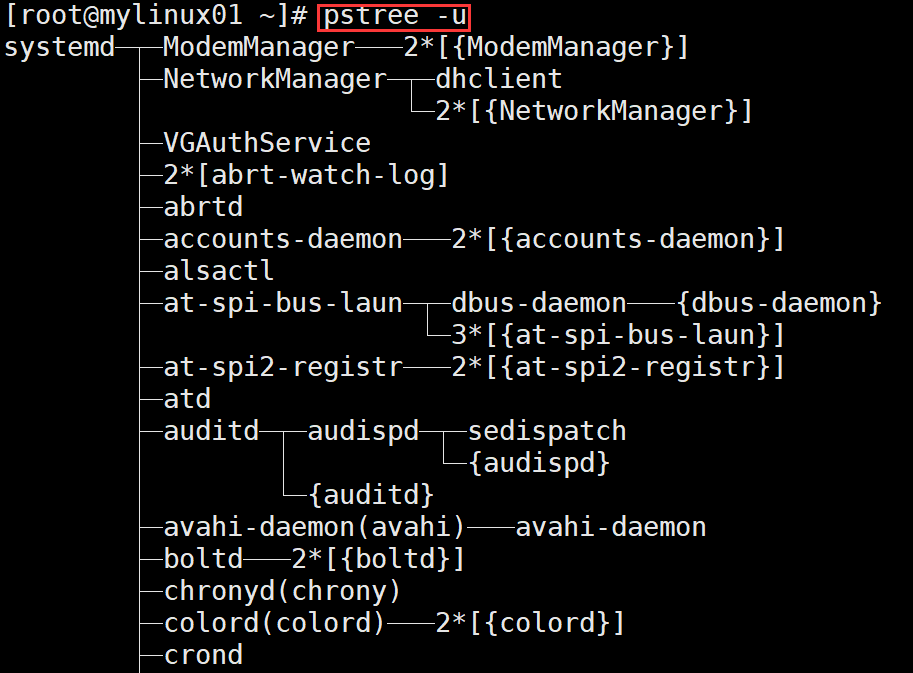 [root@mylinux01 ~]# pstree -u
systemd─┬─ModemManager───2*[{ModemManager}]
        ├─NetworkManager─┬─dhclient
        │                └─2*[{NetworkManager}]
        ├─VGAuthService
        ├─2*[abrt-watch-log]
        ├─abrtd
        ├─accounts-daemon───2*[{accounts-daemon}]
        ├─alsactl
        ├─at-spi-bus-laun─┬─dbus-daemon───{dbus-daemon}
        │                 └─3*[{at-spi-bus-laun}]
        ├─at-spi2-registr───2*[{at-spi2-registr}]
        ├─atd
        ├─auditd─┬─audispd─┬─sedispatch
        │        │         └─{audispd}
        │        └─{auditd}
        ├─avahi-daemon(avahi)───avahi-daemon
        ├─boltd───2*[{boltd}]
        ├─chronyd(chrony)
        ├─colord(colord)───2*[{colord}]
        ├─crond